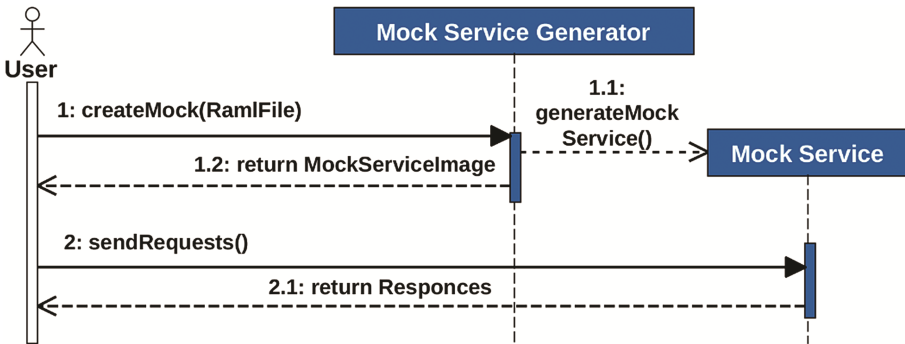 Mock Service Generator
User
1: createMock(RamlFile)
1.1:
generateMock
Service()
Mock Service
1.2: return MockServiceImage
2: sendRequests()
2.1: return Responces